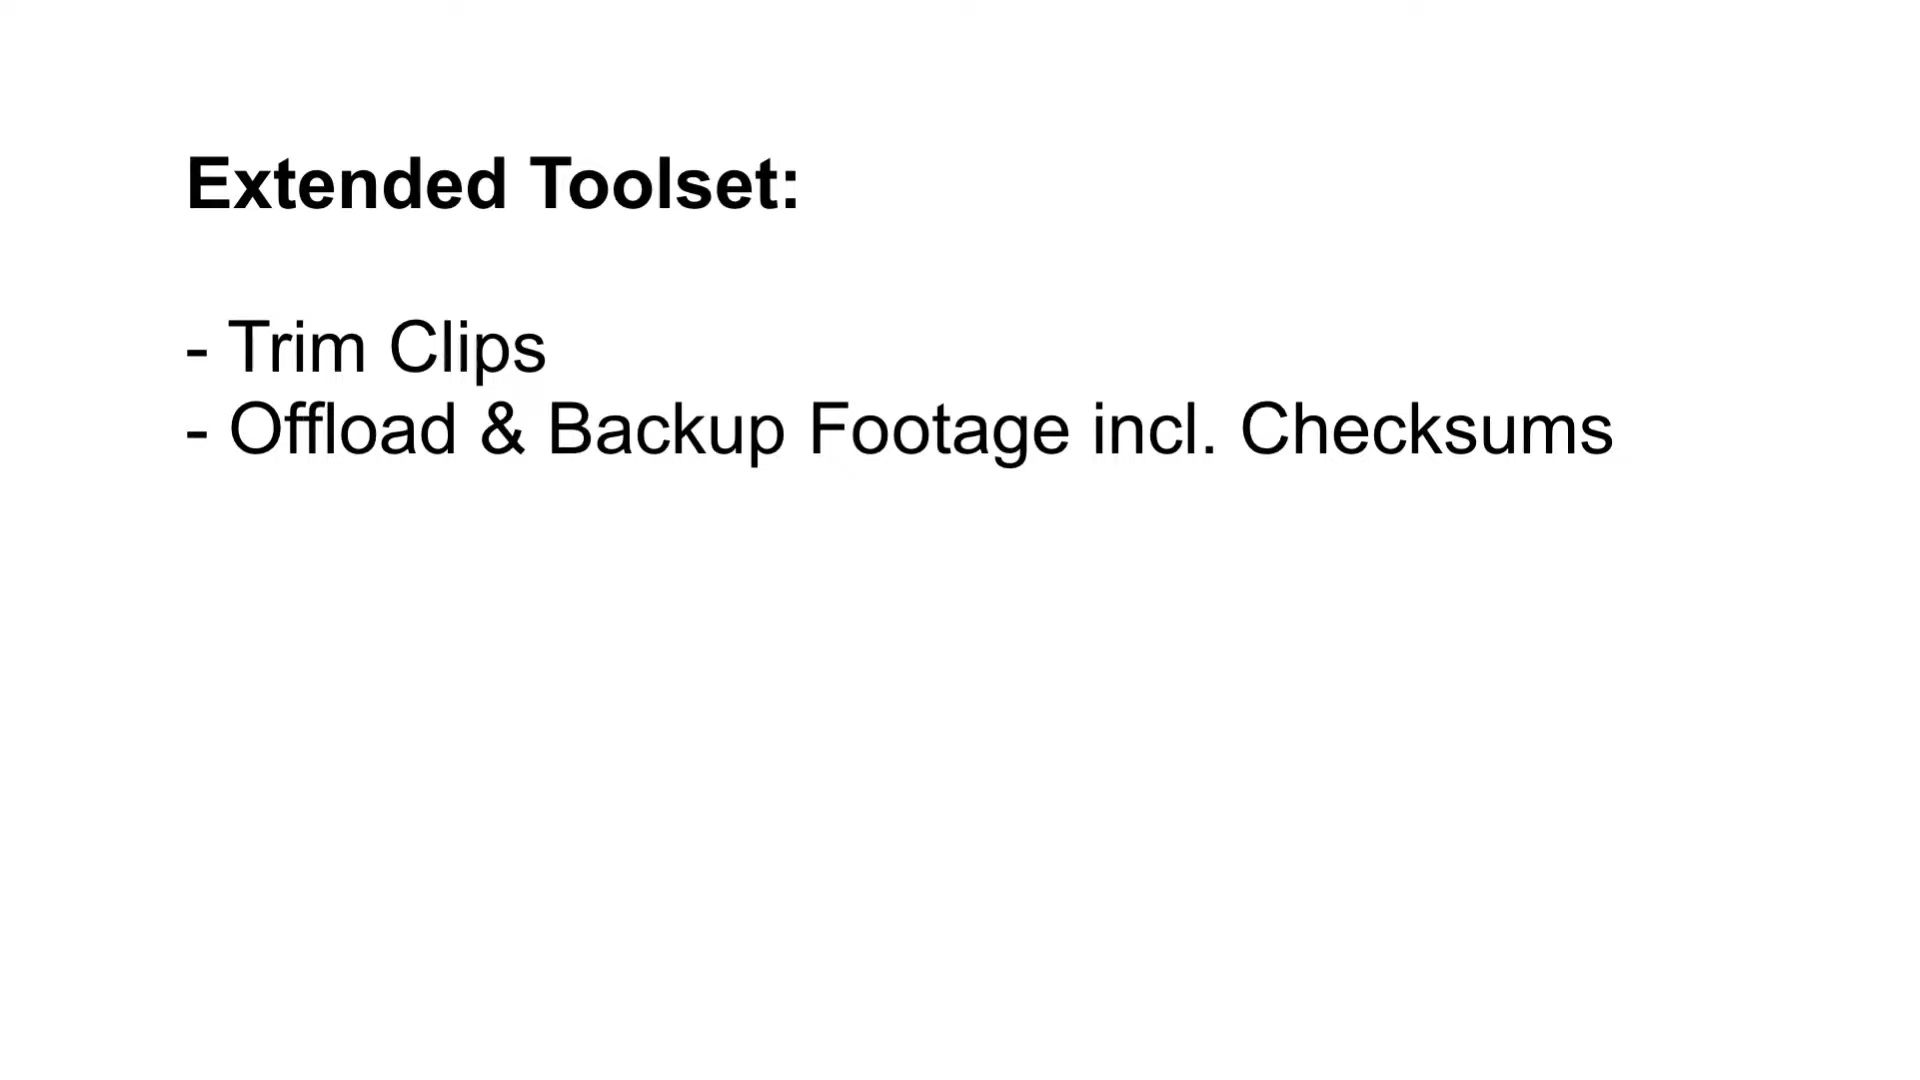 Extended Toolset:
- Trim Clips
- Offload & Backup Footage incl. Checksums